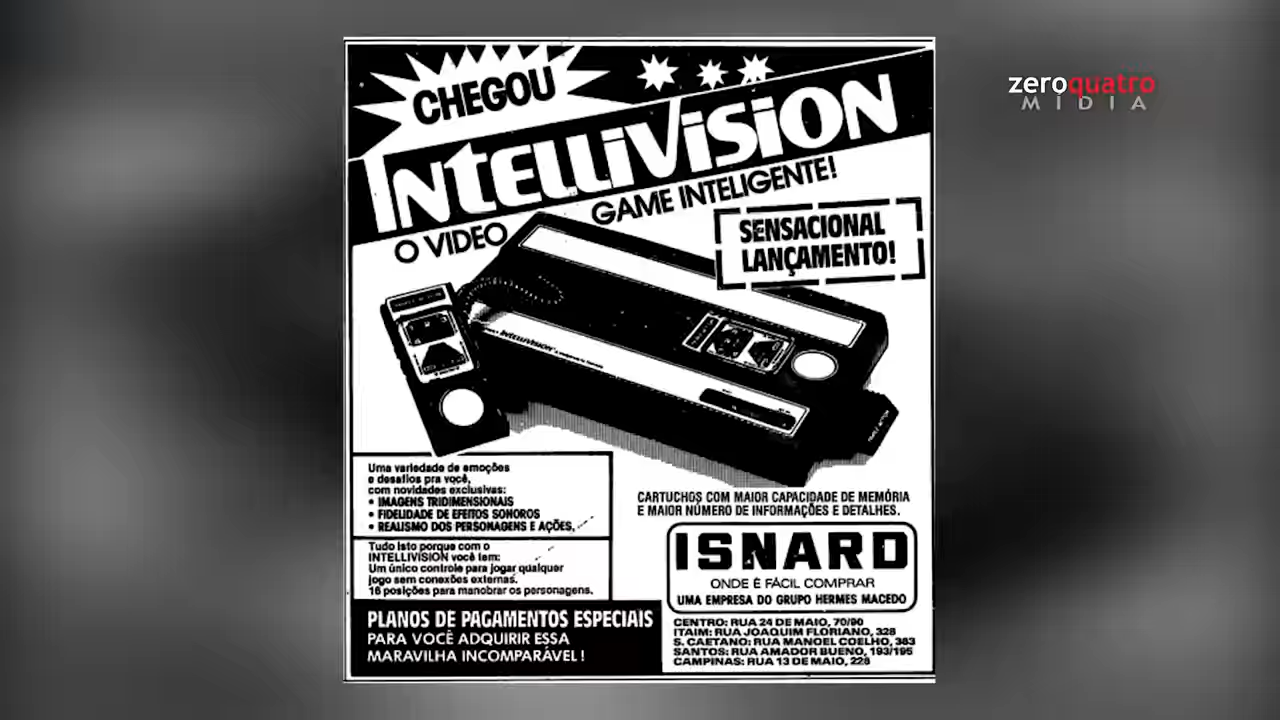 zeroquatro
MÍDIA
CHEGOU
INTELLIVISION
O VIDEO GAME INTELIGENTE!
SENSACIONAL
LANÇAMENTO!
INTELLIVISION
Uma variedade de emoções
e desafios pra você,
com novidades exclusivas:
• IMAGENS TRIDIMENSIONAIS
• FIDELIDADE DE EFEITOS SONOROS
• REALISMO DOS PERSONAGENS E AÇÕES.
Tudo isto porque com o
INTELLIVISION você tem:
Um único controle para jogar qualquer
jogo sem conexões externas.
16 posições para manobrar os personagens.
PLANOS DE PAGAMENTOS ESPECIAIS
PARA VOCÊ ADQUIRIR ESSA
MARAVILHA INCOMPARÁVEL!
CARTUCHOS COM MAIOR CAPACIDADE DE MEMÓRIA
E MAIOR NÚMERO DE INFORMAÇÕES E DETALHES.
ISNARD
ONDE É FÁCIL COMPRAR
UMA EMPRESA DO GRUPO HERMES MACEDO
CENTRO: RUA 24 DE MAIO, 70/90
ITAIM: RUA JOAQUIM FLORIANO, 328
S. CAETANO: RUA MANOEL COELHO, 383
SANTOS: RUA AMADOR BUENO, 193/195
CAMPINAS: RUA 13 DE MAIO, 228